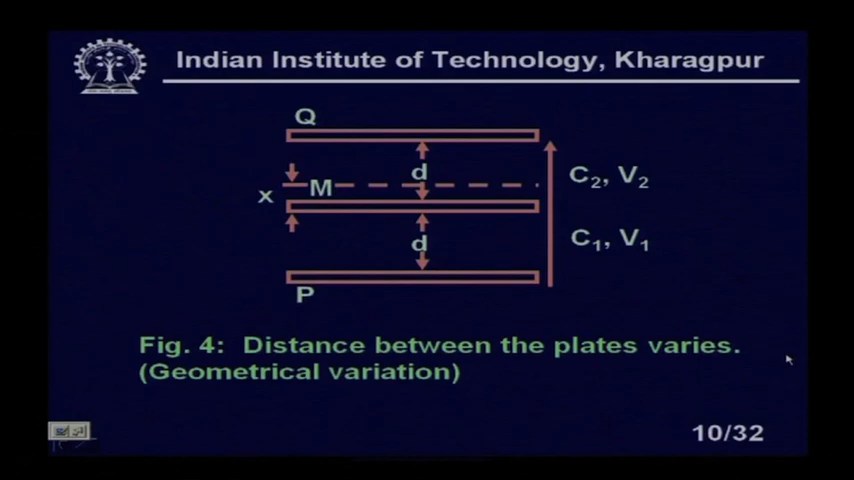 Indian Institute of Technology, Kharagpur
Q
d
C₂, V₂
M
x
d
C₁, V₁
P
Fig. 4: Distance between the plates varies.
(Geometrical variation)
10/32